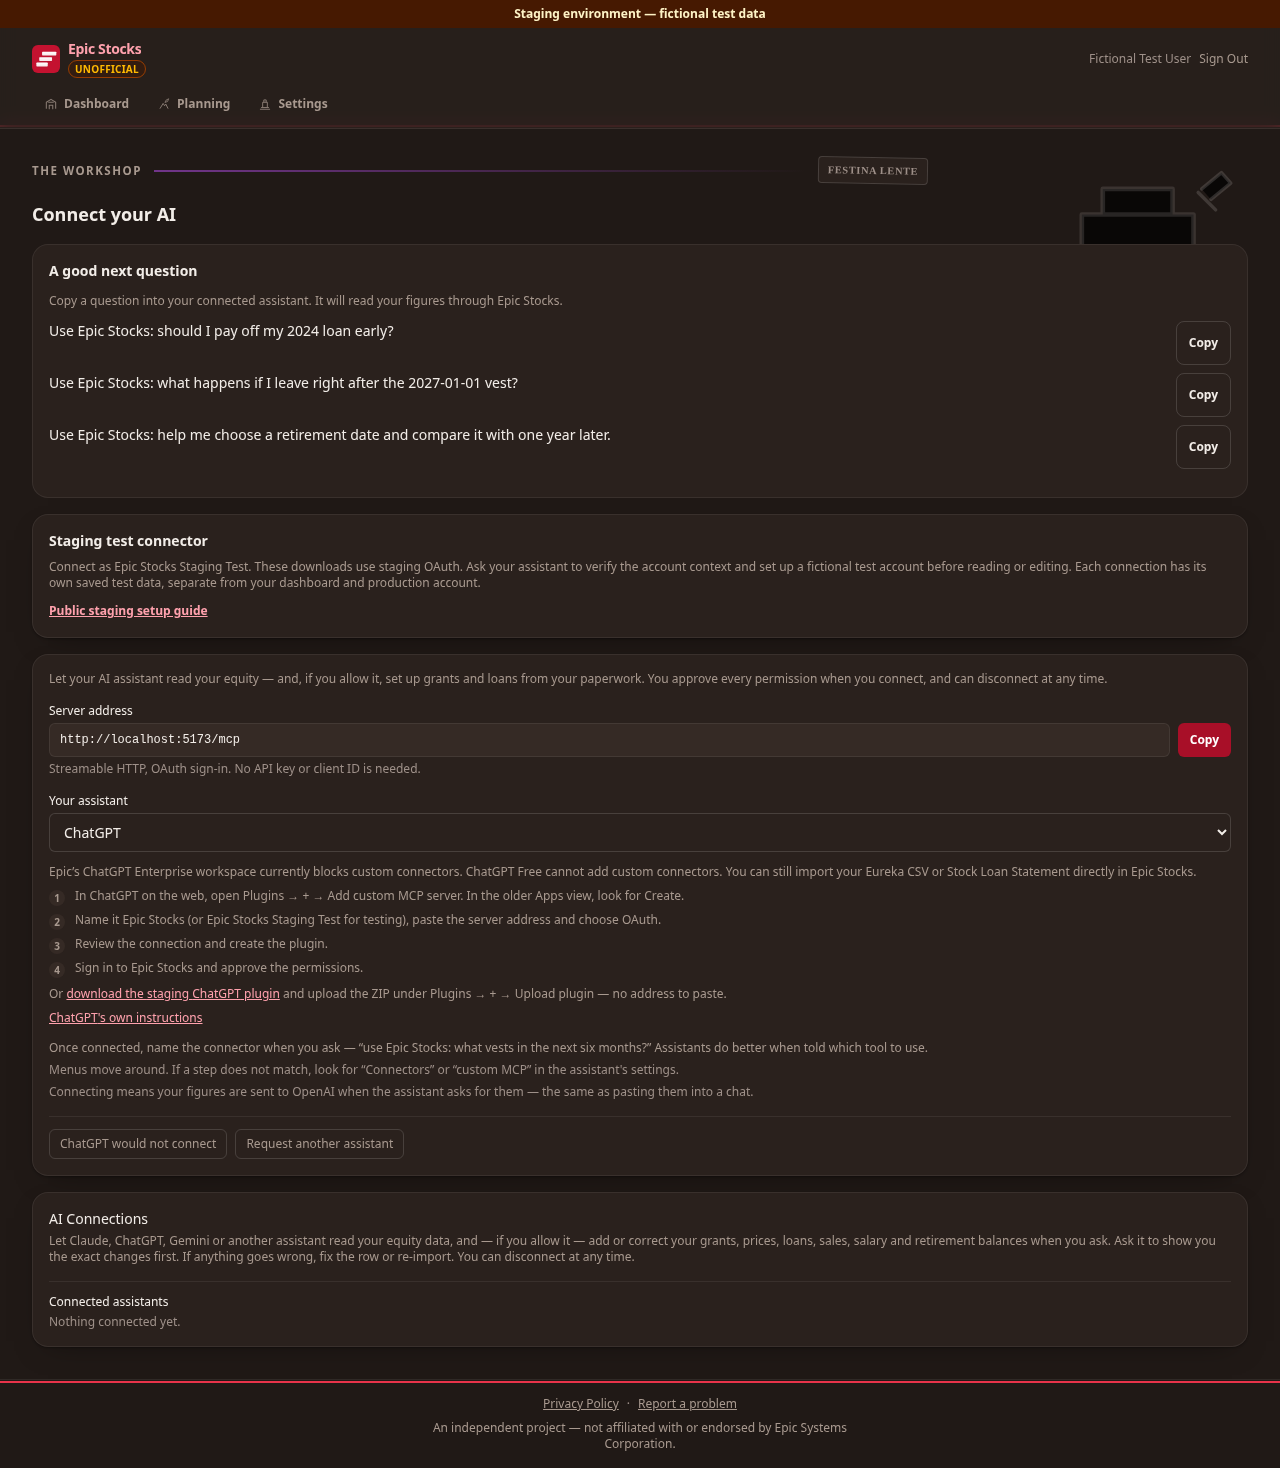 Staging environment — fictional test data
Epic Stocks
UNOFFICIAL
Fictional Test User Sign Out
Dashboard Planning Settings
THE WORKSHOP
FESTINA LENTE
Connect your AI
A good next question
Copy a question into your connected assistant. It will read your figures through Epic Stocks.
Use Epic Stocks: should I pay off my 2024 loan early?
Copy
Use Epic Stocks: what happens if I leave right after the 2027-01-01 vest?
Copy
Use Epic Stocks: help me choose a retirement date and compare it with one year later.
Copy
Staging test connector
Connect as Epic Stocks Staging Test. These downloads use staging OAuth. Ask your assistant to verify the account context and set up a fictional test account before reading or editing. Each connection has its
own saved test data, separate from your dashboard and production account.
Public staging setup guide
Let your AI assistant read your equity — and, if you allow it, set up grants and loans from your paperwork. You approve every permission when you connect, and can disconnect at any time.
Server address
http://localhost:5173/mcp
Copy
Streamable HTTP, OAuth sign-in. No API key or client ID is needed.
Your assistant
ChatGPT
Epic’s ChatGPT Enterprise workspace currently blocks custom connectors. ChatGPT Free cannot add custom connectors. You can still import your Eureka CSV or Stock Loan Statement directly in Epic Stocks.
1 In ChatGPT on the web, open Plugins → + → Add custom MCP server. In the older Apps view, look for Create.
2 Name it Epic Stocks (or Epic Stocks Staging Test for testing), paste the server address and choose OAuth.
3 Review the connection and create the plugin.
4 Sign in to Epic Stocks and approve the permissions.
Or download the staging ChatGPT plugin and upload the ZIP under Plugins → + → Upload plugin — no address to paste.
ChatGPT's own instructions
Once connected, name the connector when you ask — “use Epic Stocks: what vests in the next six months?” Assistants do better when told which tool to use.
Menus move around. If a step does not match, look for “Connectors” or “custom MCP” in the assistant's settings.
Connecting means your figures are sent to OpenAI when the assistant asks for them — the same as pasting them into a chat.
ChatGPT would not connect Request another assistant
AI Connections
Let Claude, ChatGPT, Gemini or another assistant read your equity data, and — if you allow it — add or correct your grants, prices, loans, sales, salary and retirement balances when you ask. Ask it to show you
the exact changes first. If anything goes wrong, fix the row or re-import. You can disconnect at any time.
Connected assistants
Nothing connected yet.
Privacy Policy · Report a problem
An independent project — not affiliated with or endorsed by Epic Systems
Corporation.